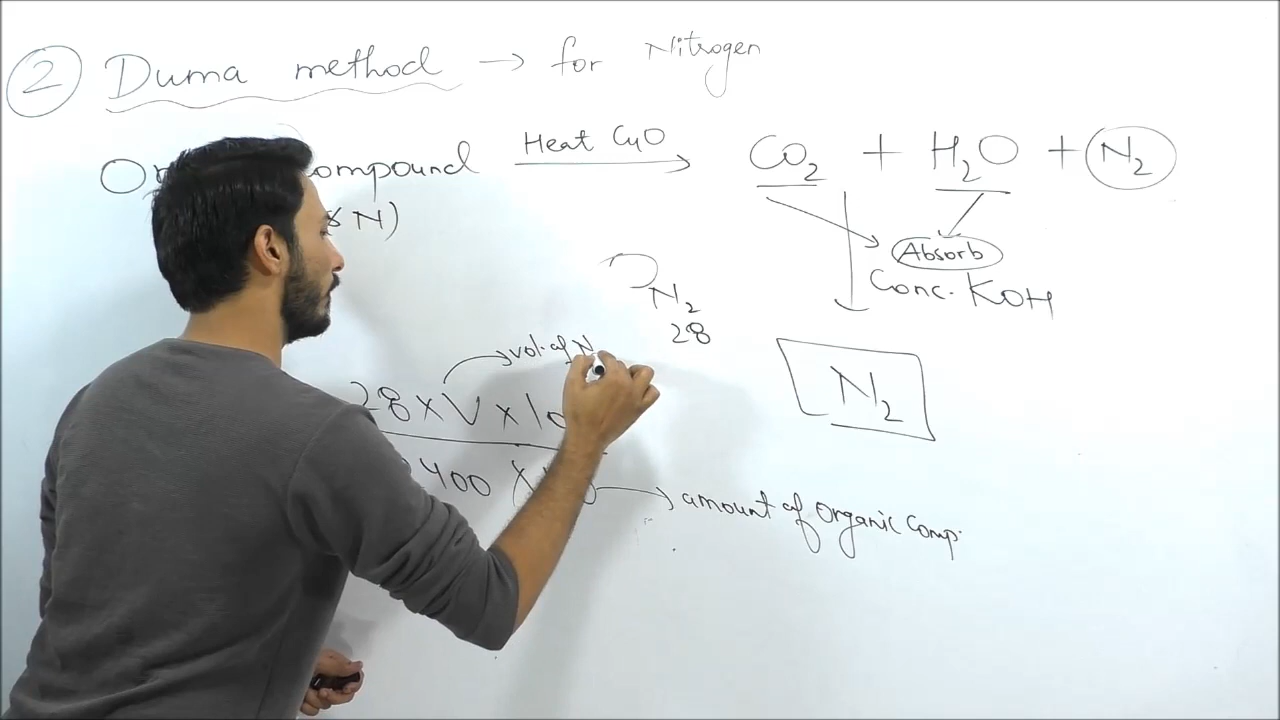 2 Duma method → for Nitrogen
compound Heat CuO CO2 + H2O + N2
& N)
Absorb
Conc. KOH
N2
28
vol. of N
28 × V × 10
N2
400 ×
amount of Organic Comp.